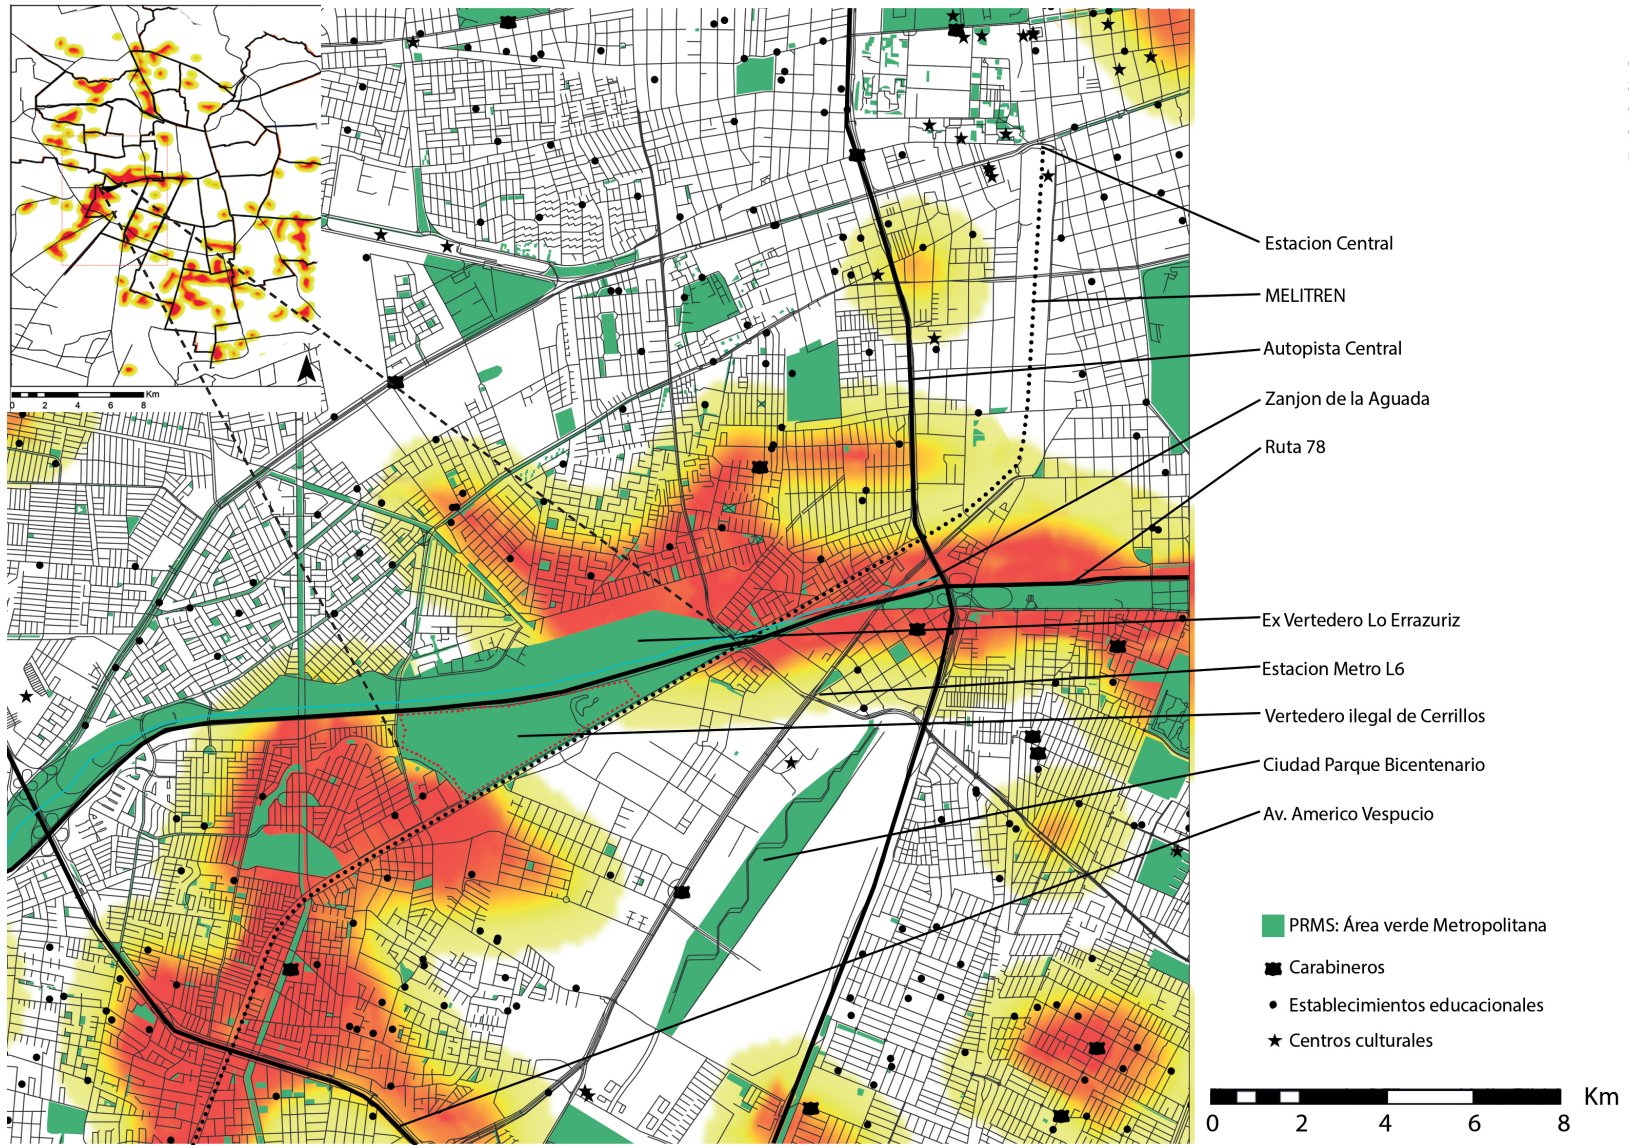 N
Km
0 2 4 6 8
Estacion Central
MELITREN
Autopista Central
Zanjon de la Aguada
Ruta 78
Ex Vertedero Lo Errazuriz
Estacion Metro L6
Vertedero ilegal de Cerrillos
Ciudad Parque Bicentenario
Av. Americo Vespucio
PRMS: Área verde Metropolitana
Carabineros
Establecimientos educacionales
Centros culturales
Km
0 2 4 6 8